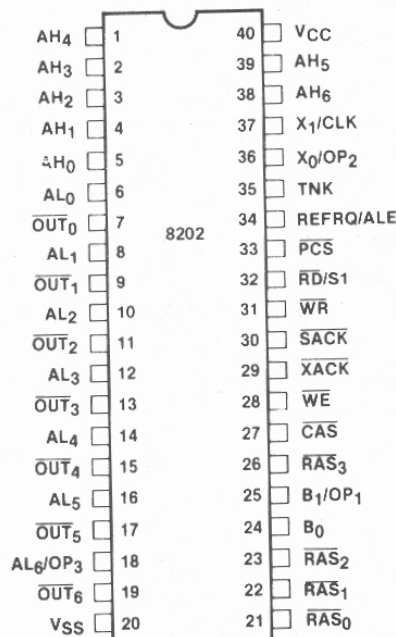 AH4 1 40 VCC
AH3 2 39 AH5
AH2 3 38 AH6
AH1 4 37 X1/CLK
AH0 5 36 X0/OP2
AL0 6 35 TNK
OUT0 7 34 REFRQ/ALE
8202
AL1 8 33 PCS
OUT1 9 32 RD/S1
AL2 10 31 WR
OUT2 11 30 SACK
AL3 12 29 XACK
OUT3 13 28 WE
AL4 14 27 CAS
OUT4 15 26 RAS3
AL5 16 25 B1/OP1
OUT5 17 24 B0
AL6/OP3 18 23 RAS2
OUT6 19 22 RAS1
VSS 20 21 RAS0